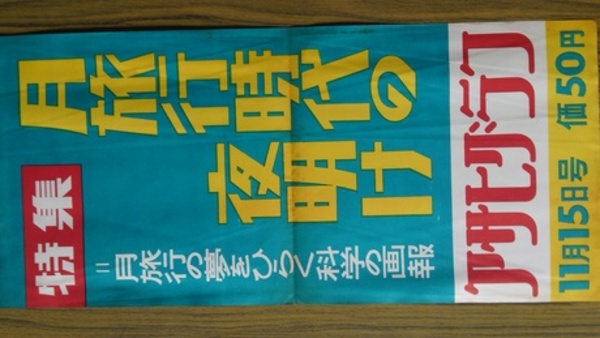 特集
月旅行時代の
夜明け
=月旅行の夢をひらく科学の画報
アサヒグラフ
11月15日号 価50円